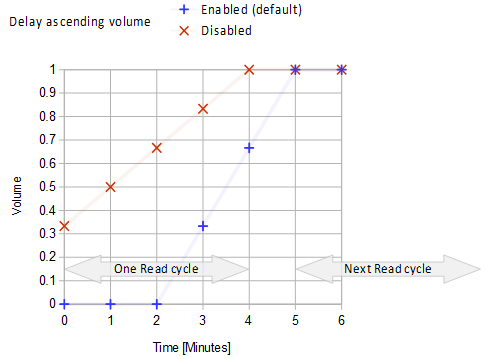 Delay ascending volume
Enabled (default)
Disabled
1
0.9
0.8
0.7
0.6
0.5
0.4
0.3
0.2
0.1
0
Volume
One Read cycle
Next Read cycle
0 1 2 3 4 5 6
Time [Minutes]